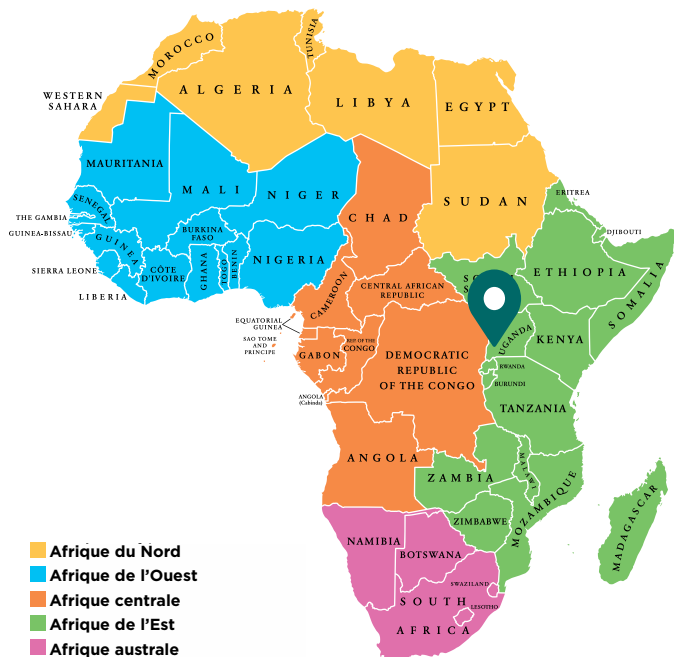 MOROCCO
TUNISIA
ALGERIA
LIBYA
EGYPT
WESTERN
SAHARA
MAURITANIA
MALI
NIGER
CHAD
SUDAN
ERITREA
SENEGAL
THE GAMBIA
GUINEA-BISSAU
GUINEA
BURKINA
FASO
DJIBOUTI
SIERRA LEONE
LIBERIA
CÔTE
D'IVOIRE
GHANA
TOGO
BENIN
NIGERIA
CAMEROON
CENTRAL AFRICAN
REPUBLIC
ETHIOPIA
SOMALIA
EQUATORIAL
GUINEA
SAO TOME
AND
PRINCIPE
GABON
CONGO
DEMOCRATIC
REPUBLIC
OF THE CONGO
UGANDA
KENYA
RWANDA
BURUNDI
TANZANIA
ANGOLA
(Cabinda)
ANGOLA
ZAMBIA
MALAWI
MOZAMBIQUE
ZIMBABWE
MADAGASCAR
NAMIBIA
BOTSWANA
SWAZILAND
LESOTHO
SOUTH
AFRICA
Afrique du Nord
Afrique de l’Ouest
Afrique centrale
Afrique de l’Est
Afrique australe